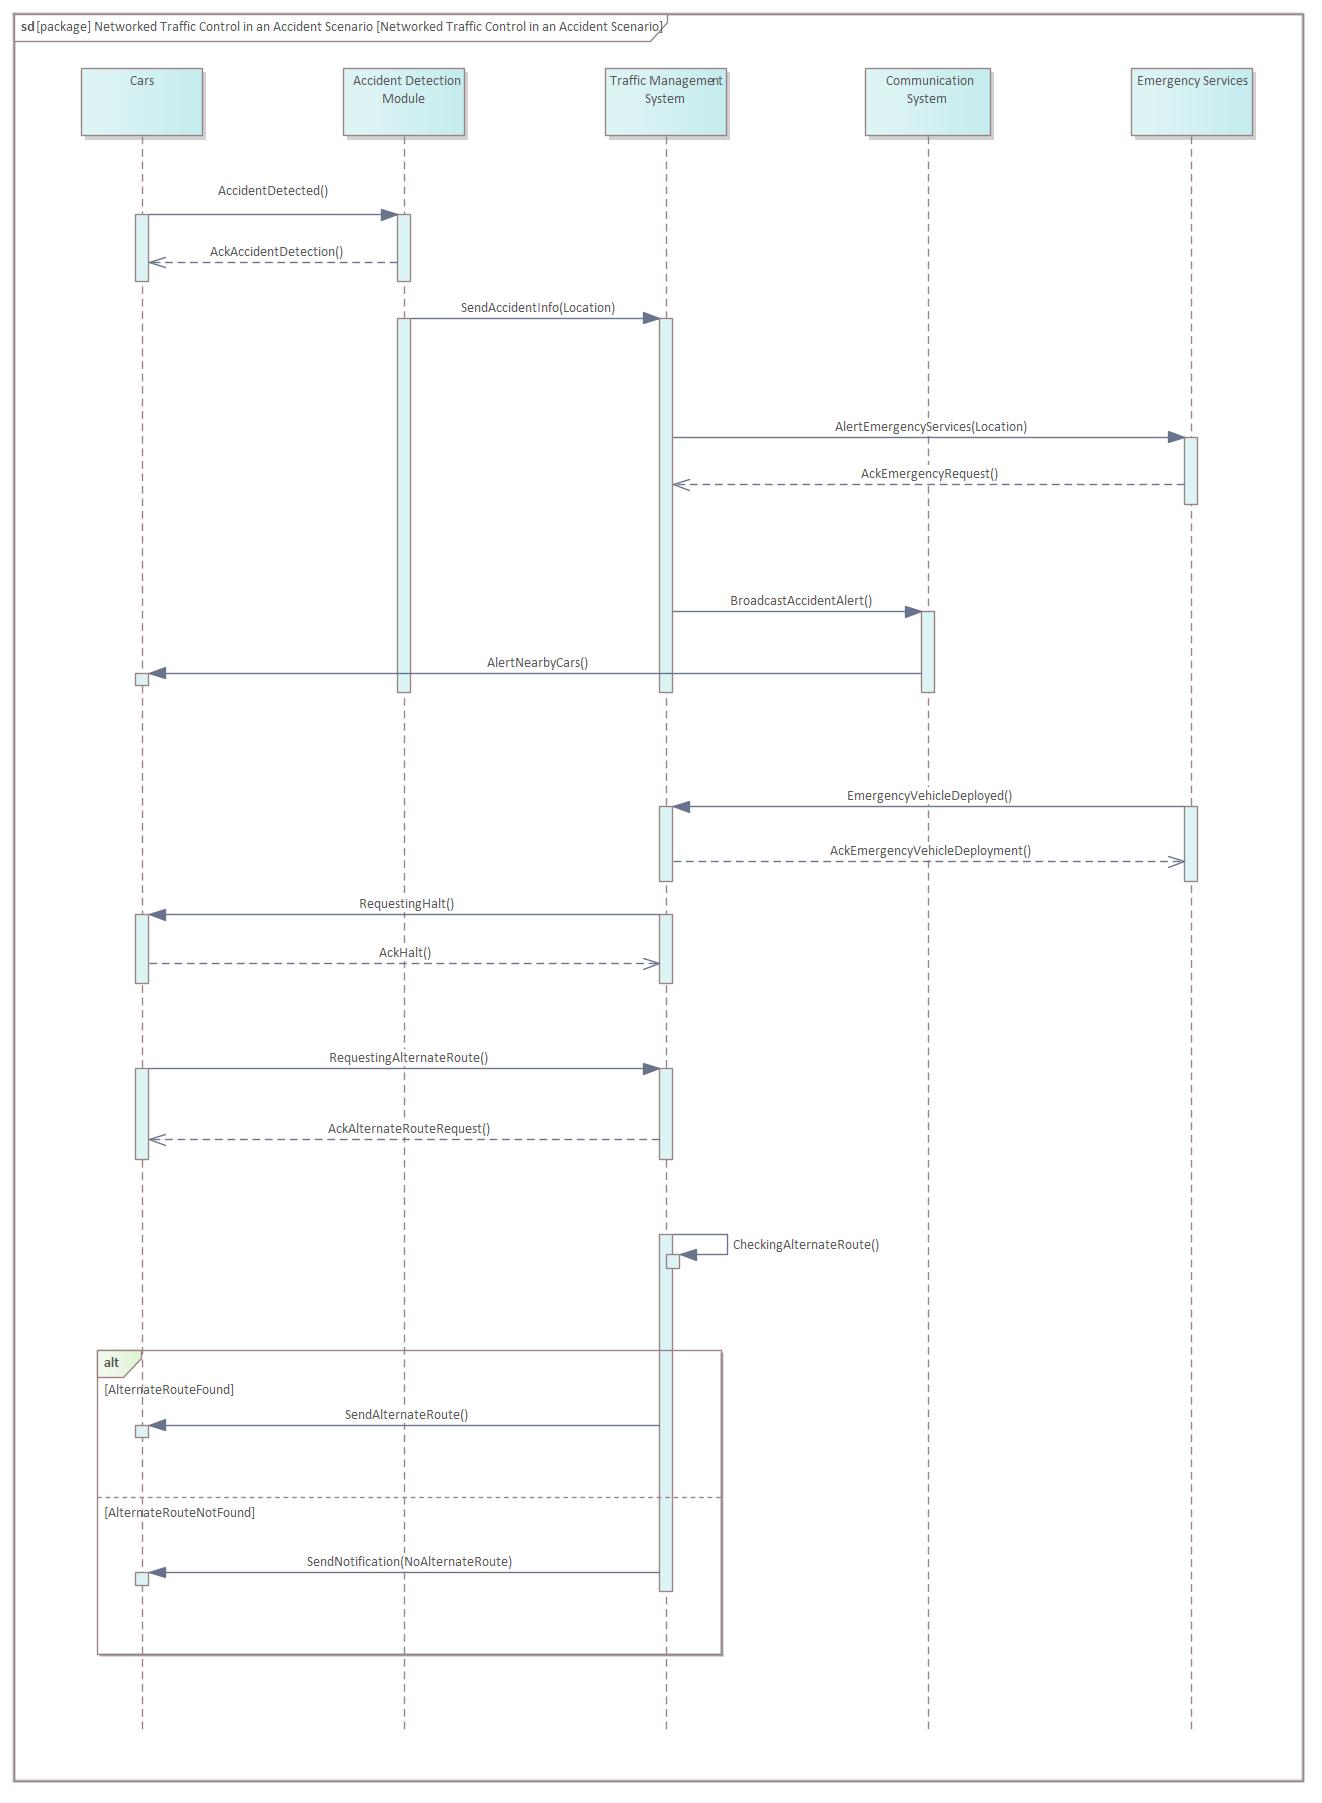 sd [package] Networked Traffic Control in an Accident Scenario [Networked Traffic Control in an Accident Scenario]
Cars
Accident Detection
Module
Traffic Management
System
Communication
System
Emergency Services
AccidentDetected()
AckAccidentDetection()
SendAccidentInfo(Location)
AlertEmergencyServices(Location)
AckEmergencyRequest()
BroadcastAccidentAlert()
AlertNearbyCars()
EmergencyVehicleDeployed()
AckEmergencyVehicleDeployment()
RequestingHalt()
AckHalt()
RequestingAlternateRoute()
AckAlternateRouteRequest()
CheckingAlternateRoute()
alt
[AlternateRouteFound]
SendAlternateRoute()
[AlternateRouteNotFound]
SendNotification(NoAlternateRoute)